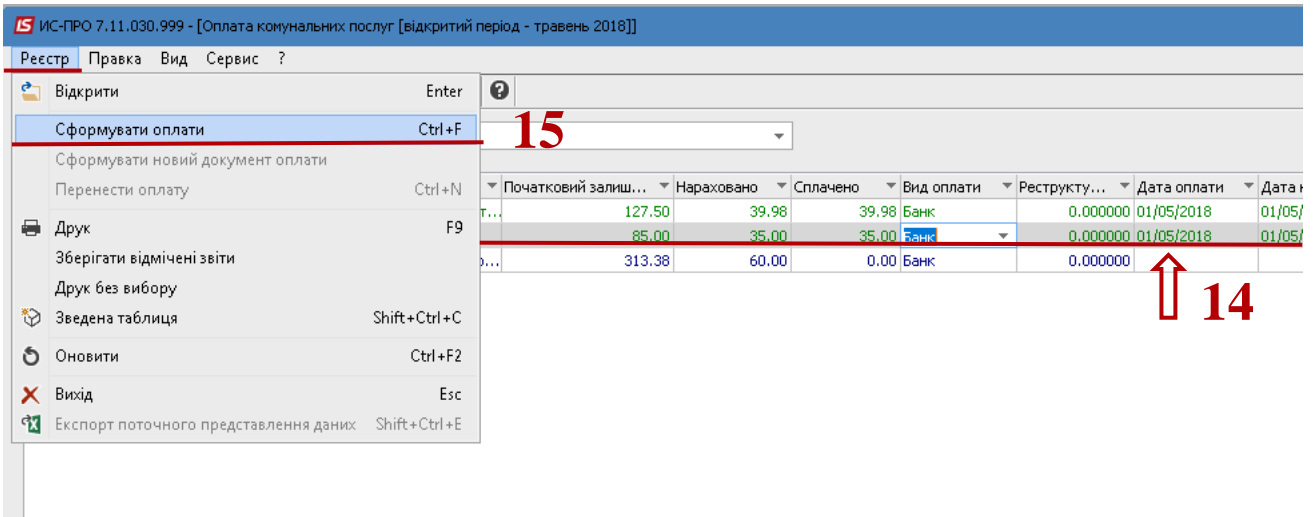 ИС-ПРО 7.11.030.999 - [Оплата комунальних послуг [відкритий період - травень 2018]]
Реєстр Правка Вид Сервис ?
Відкрити Enter
Сформувати оплати Ctrl+F 15
Сформувати новий документ оплати
Перенести оплату Ctrl+N
Друк F9
Зберігати відмічені звіти
Друк без вибору
Зведена таблиця Shift+Ctrl+C
Оновити Ctrl+F2
Вихід Esc
Експорт поточного представлення даних Shift+Ctrl+E
Початковий залиш... Нараховано Сплачено Вид оплати Реструкту... Дата оплати Дата
т... 127.50 39.98 39.98 Банк 0.000000 01/05/2018 01/05/
85.00 35.00 35.00 Банк 0.000000 01/05/2018 01/05/
313.38 60.00 0.00 Банк 0.000000
14